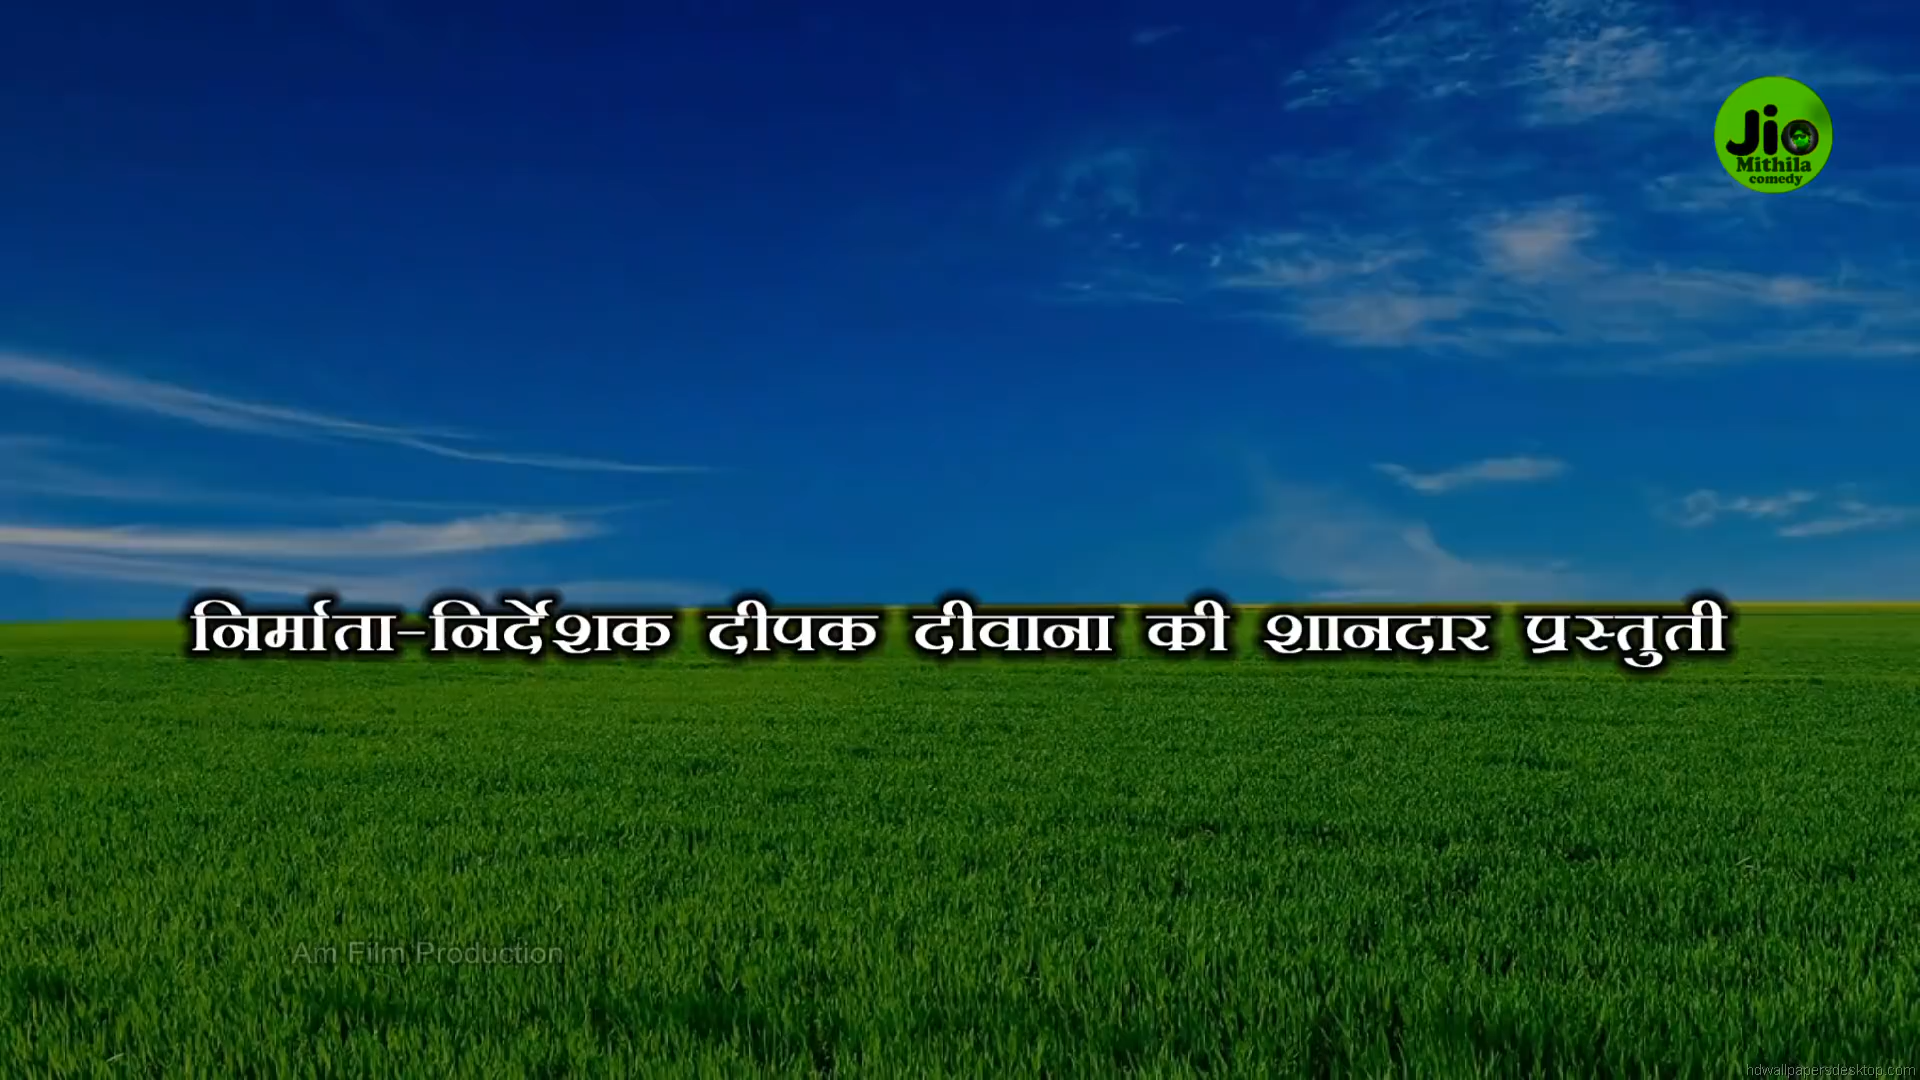 Jio
Mithila
comedy
निर्माता-निर्देशक दीपक दीवाना की शानदार प्रस्तुती
Am Film Production
hdwallpapersdesktop.com